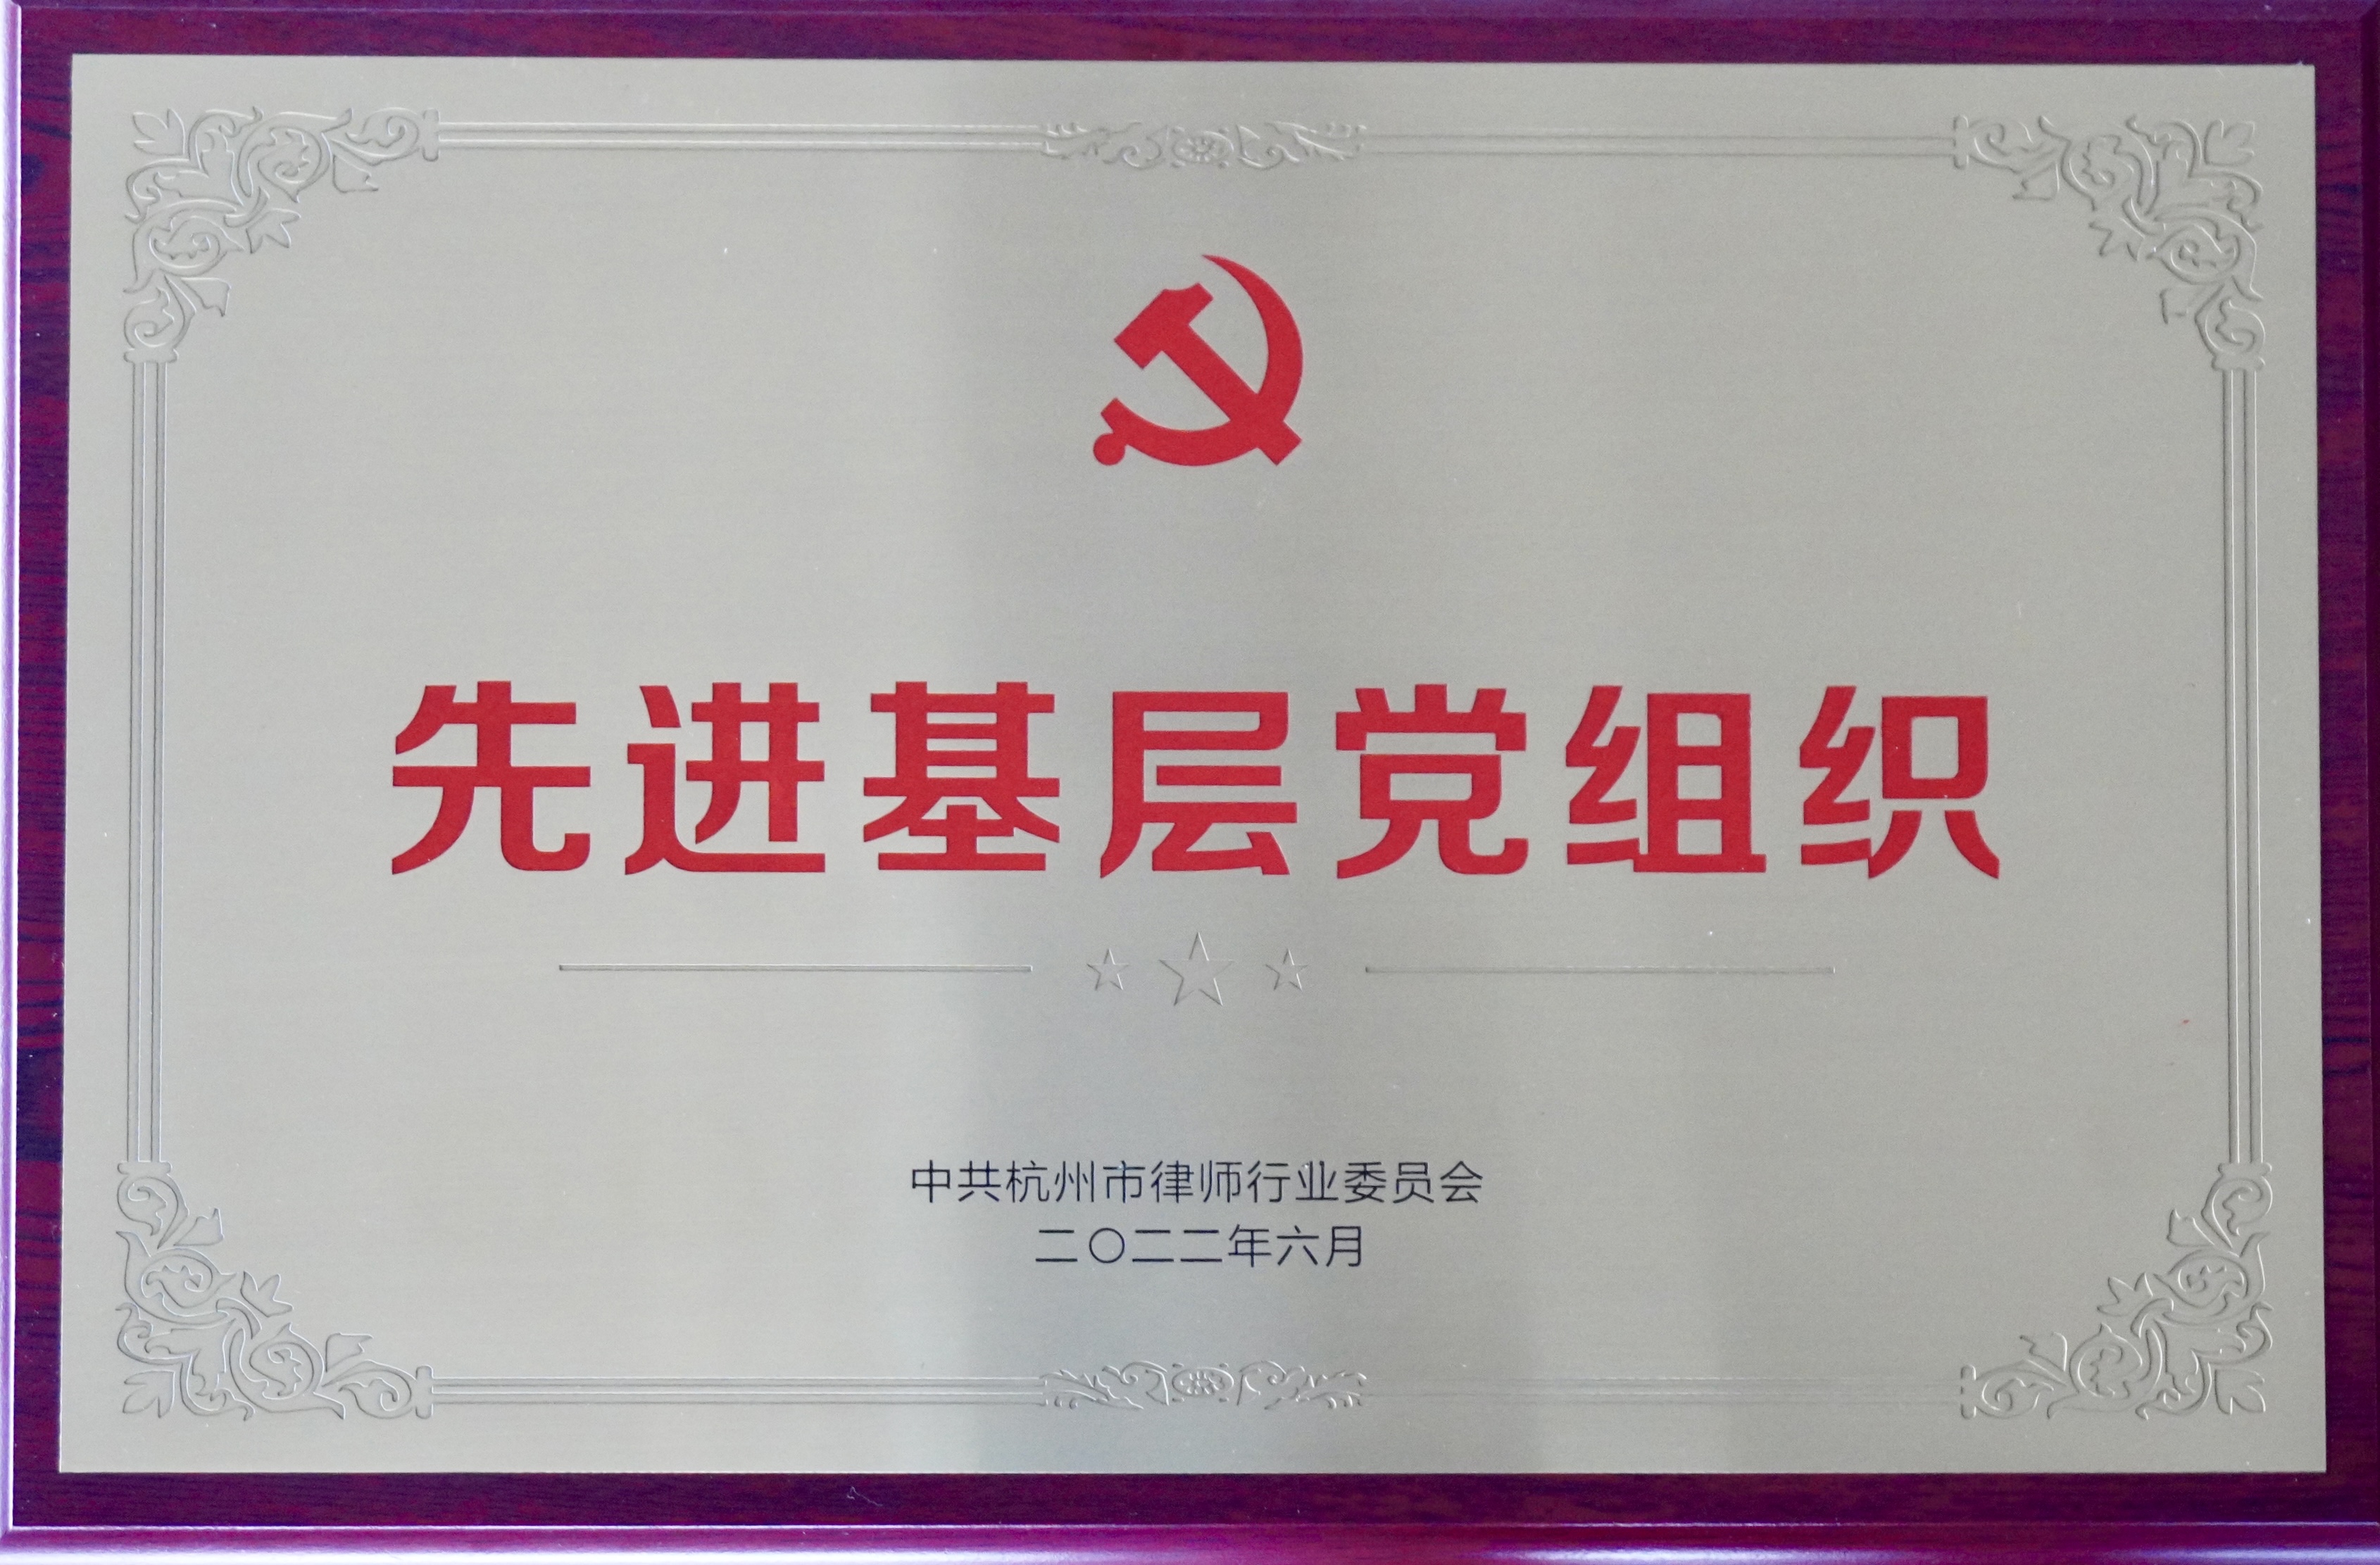 先进基层党组织
中共杭州市律师行业委员会
二〇二二年六月